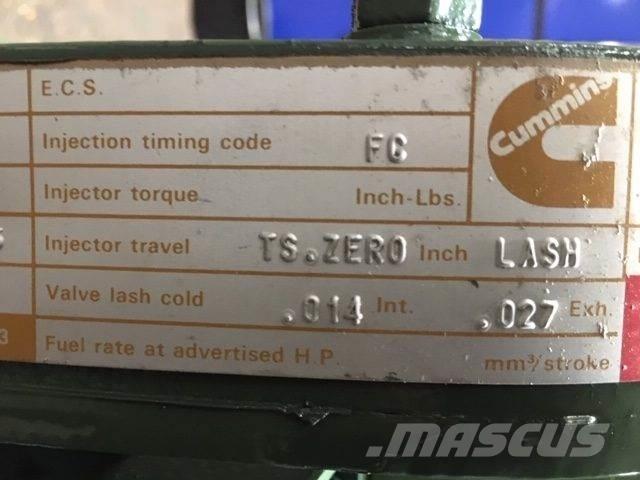 E.C.S.
Cummins
Injection timing code FC
Injector torque Inch-Lbs.
Injector travel TS.ZERO Inch LASH
Valve lash cold .014 Int. .027 Exh.
3 Fuel rate at advertised H.P. mm³/stroke
.MASCUS